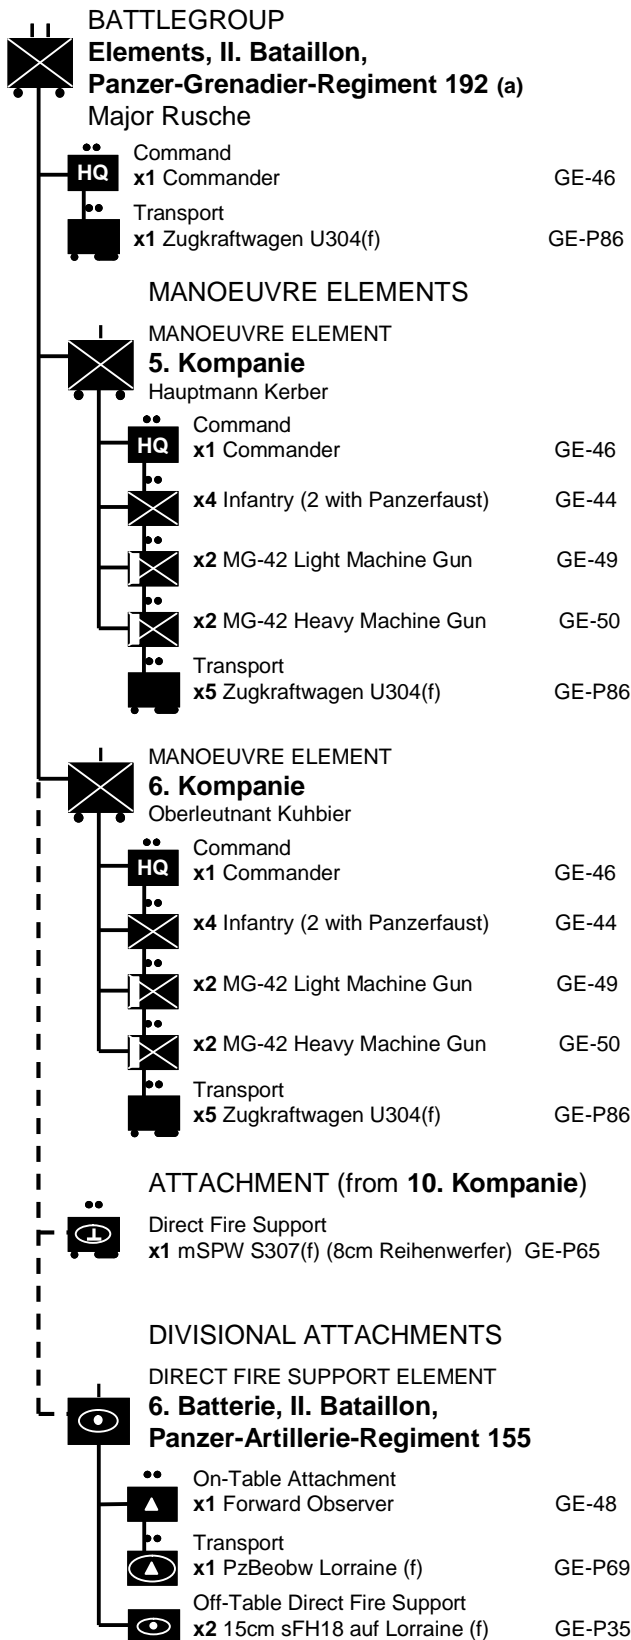 BATTLEGROUP
Elements, II. Bataillon,
Panzer-Grenadier-Regiment 192 (a)
Major Rusche
HQ
Command
x1 Commander GE-46
Transport
x1 Zugkraftwagen U304(f) GE-P86
MANOEUVRE ELEMENTS
MANOEUVRE ELEMENT
5. Kompanie
Hauptmann Kerber
HQ
Command
x1 Commander GE-46
x4 Infantry (2 with Panzerfaust) GE-44
x2 MG-42 Light Machine Gun GE-49
x2 MG-42 Heavy Machine Gun GE-50
Transport
x5 Zugkraftwagen U304(f) GE-P86
MANOEUVRE ELEMENT
6. Kompanie
Oberleutnant Kuhbier
HQ
Command
x1 Commander GE-46
x4 Infantry (2 with Panzerfaust) GE-44
x2 MG-42 Light Machine Gun GE-49
x2 MG-42 Heavy Machine Gun GE-50
Transport
x5 Zugkraftwagen U304(f) GE-P86
ATTACHMENT (from 10. Kompanie)
Direct Fire Support
x1 mSPW S307(f) (8cm Reihenwerfer) GE-P65
DIVISIONAL ATTACHMENTS
DIRECT FIRE SUPPORT ELEMENT
6. Batterie, II. Bataillon,
Panzer-Artillerie-Regiment 155
On-Table Attachment
x1 Forward Observer GE-48
Transport
x1 PzBeobw Lorraine (f) GE-P69
Off-Table Direct Fire Support
x2 15cm sFH18 auf Lorraine (f) GE-P35